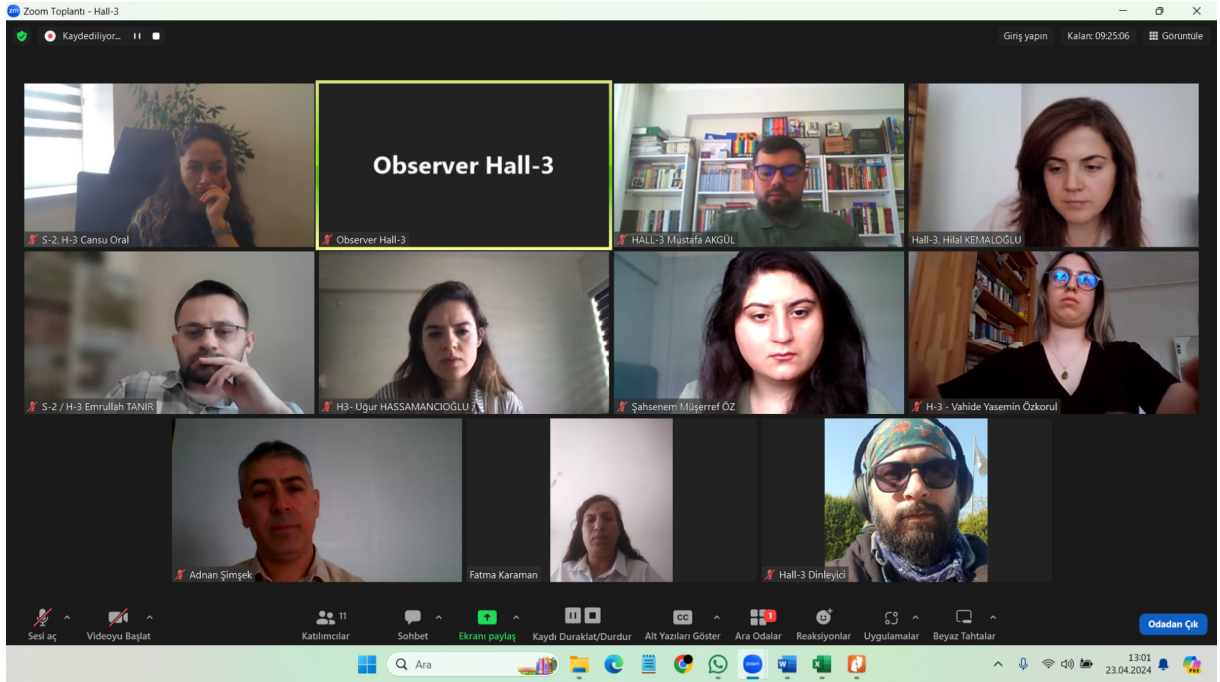 zm Zoom Toplantı - Hall-3
Kaydediliyor...
Giriş yapın
Kalan: 09:25:06
Görüntüle
Observer Hall-3
S-2, H-3 Cansu Oral
Observer Hall-3
HALL-3 Mustafa AKGÜL
Hall-3, Hilal KEMALOĞLU
S-2 / H-3 Emrullah TANIR
H3- Uğur HASSAMANCIOĞLU
Şahsenem Müşerref ÖZ
H-3 - Vahide Yasemin Özkorul
Adnan Şimşek
Fatma Karaman
Hall-3 Dinleyici
11
CC
1
Sesi aç
Videoyu Başlat
Katılımcılar
Sohbet
Ekranı paylaş
Kaydı Duraklat/Durdur
Alt Yazıları Göster
Ara Odalar
Reaksiyonlar
Uygulamalar
Beyaz Tahtalar
Odadan Çık
Ara
zoom
W
X
13:01
23.04.2024
PRE